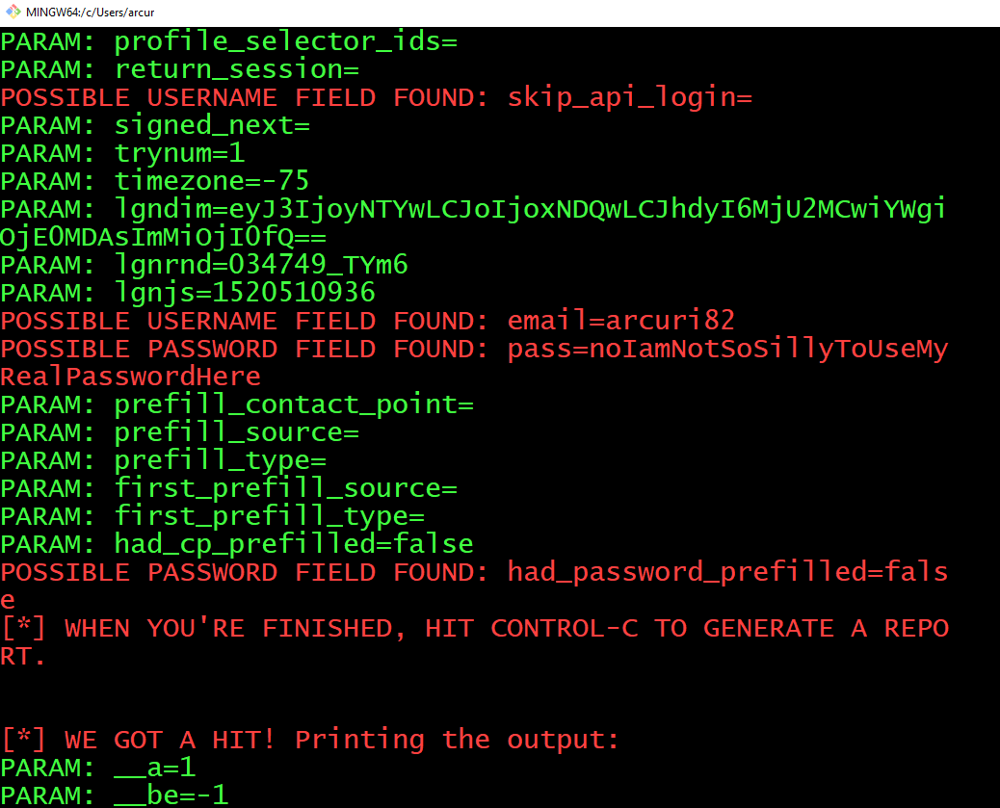 MINGW64:/c/Users/arcur
PARAM: profile_selector_ids=
PARAM: return_session=
POSSIBLE USERNAME FIELD FOUND: skip_api_login=
PARAM: signed_next=
PARAM: trynum=1
PARAM: timezone=-75
PARAM: lgndim=eyJ3IjoyNTYwLCJoIjoxNDQwLCJhdyI6MjU2MCwiYWgi
OjE0MDAsImMiOjI0fQ==
PARAM: lgnrnd=034749_TYm6
PARAM: lgnjs=1520510936
POSSIBLE USERNAME FIELD FOUND: email=arcuri82
POSSIBLE PASSWORD FIELD FOUND: pass=noIamNotSoSillyToUseMy
RealPasswordHere
PARAM: prefill_contact_point=
PARAM: prefill_source=
PARAM: prefill_type=
PARAM: first_prefill_source=
PARAM: first_prefill_type=
PARAM: had_cp_prefilled=false
POSSIBLE PASSWORD FIELD FOUND: had_password_prefilled=fals
e
[*] WHEN YOU'RE FINISHED, HIT CONTROL-C TO GENERATE A REPO
RT.
[*] WE GOT A HIT! Printing the output:
PARAM: __a=1
PARAM: __be=-1